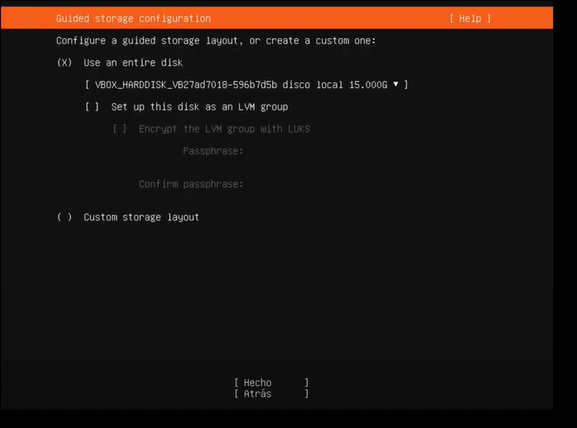 Guided storage configuration [ Help ]
Configure a guided storage layout, or create a custom one:
(X) Use an entire disk
[ VBOX_HARDDISK_VB27ad7018-596b7d5b disco local 15.000G ▾ ]
[ ] Set up this disk as an LVM group
[ ] Encrypt the LVM group with LUKS
Passphrase:
Confirm passphrase:
( ) Custom storage layout
[ Hecho ]
[ Atrás ]